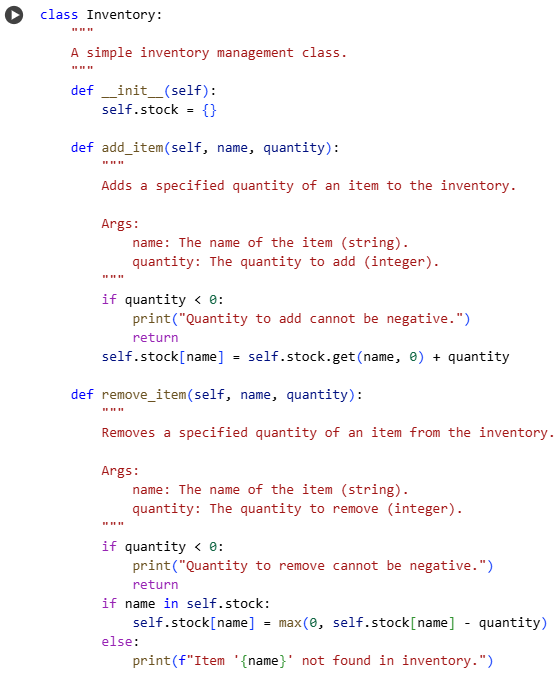 class Inventory:
    """
    A simple inventory management class.
    """
    def __init__(self):
        self.stock = {}

    def add_item(self, name, quantity):
        """
        Adds a specified quantity of an item to the inventory.

        Args:
            name: The name of the item (string).
            quantity: The quantity to add (integer).
        """
        if quantity < 0:
            print("Quantity to add cannot be negative.")
            return
        self.stock[name] = self.stock.get(name, 0) + quantity

    def remove_item(self, name, quantity):
        """
        Removes a specified quantity of an item from the inventory.

        Args:
            name: The name of the item (string).
            quantity: The quantity to remove (integer).
        """
        if quantity < 0:
            print("Quantity to remove cannot be negative.")
            return
        if name in self.stock:
            self.stock[name] = max(0, self.stock[name] - quantity)
        else:
            print(f"Item '{name}' not found in inventory.")